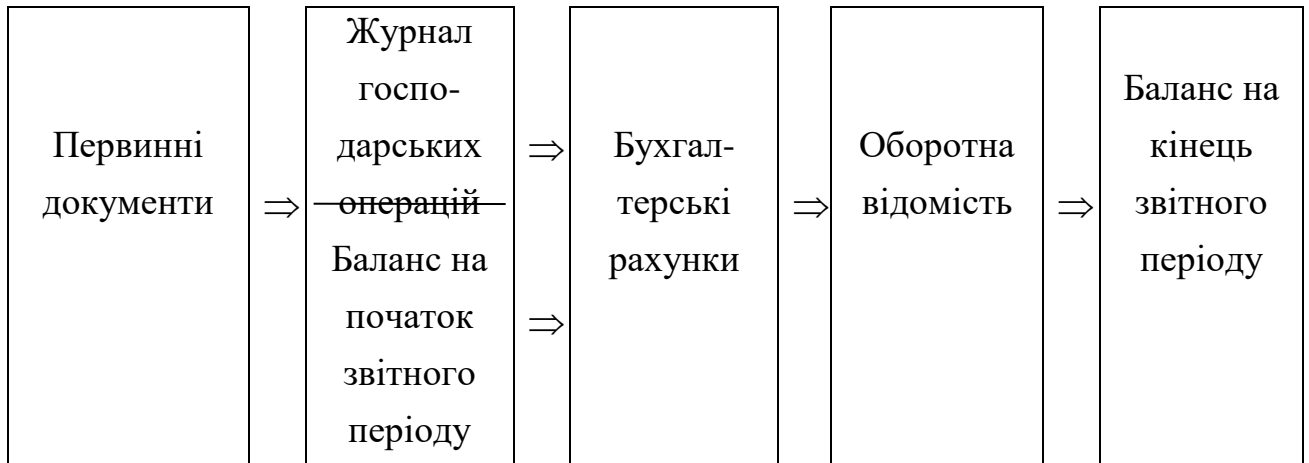 Первинні
документи
⇒
Журнал
госпо-
дарських
операцій
Баланс на
початок
звітного
періоду
⇒
⇒
Бухгал-
терські
рахунки
⇒
Оборотна
відомість
⇒
Баланс на
кінець
звітного
періоду